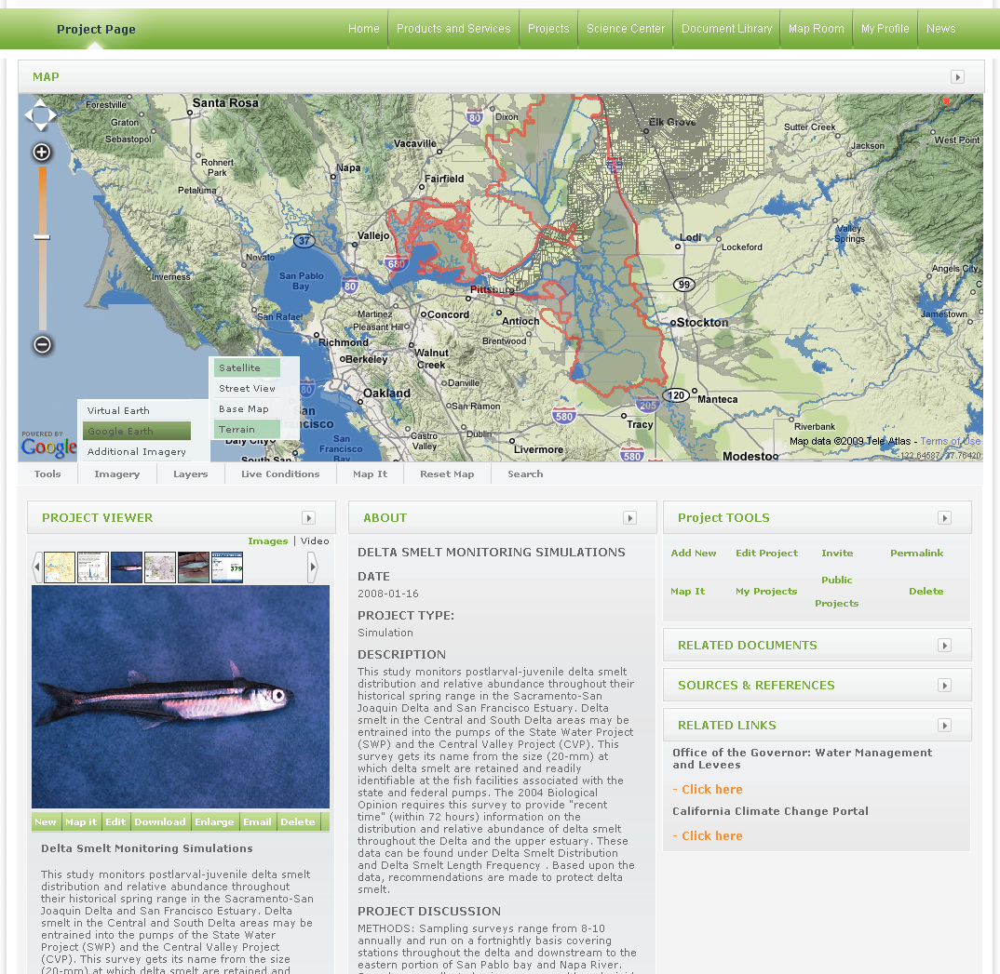 Project Page
Home
Products and Services
Projects
Science Center
Document Library
Map Room
My Profile
News
MAP
Forestville
Santa Rosa
Graton
Sebastopol
Rohnert
Park
Petaluma
Napa
Vacaville
Fairfield
80
Dixon
Elk Grove
Sutter Creek
Jackson
West Point
Vallejo
37
Novato
Inverness
San Pablo
Bay
80
680
San Rafael
Martinez
Pleasant Hill
Concord
Pittsburg
Antioch
Brentwood
Lodi
Lockeford
Valley
Springs
Angels City
99
Jamestown
Stockton
Richmond
Berkeley
Walnut
Creek
Danville
Oakland
San Ramon
120
Manteca
205
580
Tracy
80
San
Francisco
Daly City
South San
San
Francisco
Bay
Castro
Valley
Dublin
Livermore
580
Riverbank
Modesto
Satellite
Street View
Base Map
Terrain
Virtual Earth
Google Earth
Additional Imagery
POWERED BY
Google
Map data ©2009 Tele Atlas - Terms of Use
Tools
Imagery
Layers
Live Conditions
Map It
Reset Map
Search
PROJECT VIEWER
Images | Video
379
New
Map it
Edit
Download
Enlarge
Email
Delete
Delta Smelt Monitoring Simulations
This study monitors postlarval-juvenile delta smelt
distribution and relative abundance throughout
their historical spring range in the Sacramento-San
Joaquin Delta and San Francisco Estuary. Delta
smelt in the Central and South Delta areas may be
entrained into the pumps of the State Water
Project (SWP) and the Central Valley Project
(CVP). This survey gets its name from the size
(20-mm) at which delta smelt are retained and
ABOUT
DELTA SMELT MONITORING SIMULATIONS
DATE
2008-01-16
PROJECT TYPE:
Simulation
DESCRIPTION
This study monitors postlarval-juvenile delta smelt
distribution and relative abundance throughout their
historical spring range in the Sacramento-San
Joaquin Delta and San Francisco Estuary. Delta
smelt in the Central and South Delta areas may be
entrained into the pumps of the State Water Project
(SWP) and the Central Valley Project (CVP). This
survey gets its name from the size (20-mm) at
which delta smelt are retained and readily
identifiable at the fish facilities associated with the
state and federal pumps. The 2004 Biological
Opinion requires this survey to provide "recent
time" (within 72 hours) information on the
distribution and relative abundance of delta smelt
throughout the Delta and the upper estuary. These
data can be found under Delta Smelt Distribution
and Delta Smelt Length Frequency . Based upon the
data, recommendations are made to protect delta
smelt.
PROJECT DISCUSSION
METHODS: Sampling surveys range from 8-10
annually and run on a fortnightly basis covering
stations throughout the delta and downstream to the
eastern portion of San Pablo bay and Napa River.
Project TOOLS
Add New
Edit Project
Invite
Permalink
Map It
My Projects
Public
Projects
Delete
RELATED DOCUMENTS
SOURCES & REFERENCES
RELATED LINKS
Office of the Governor: Water Management
and Levees
- Click here
California Climate Change Portal
- Click here